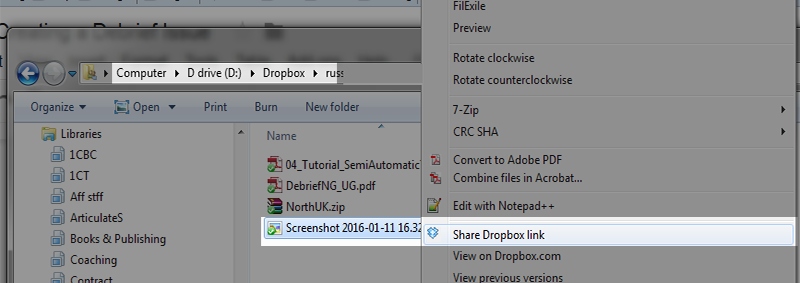 Creating a Debrief Issue
FilExile
Preview
Computer D drive (D:) Dropbox russ
Rotate clockwise
Rotate counterclockwise
Organize Open Print Burn New folder
7-Zip
CRC SHA
Libraries
Name
1CBC
1CT
Aff stff
ArticulateS
Books & Publishing
Coaching
Contract
04_Tutorial_SemiAutomatic
DebriefNG_UG.pdf
NorthUK.zip
Screenshot 2016-01-11 16.32
Convert to Adobe PDF
Combine files in Acrobat...
Edit with Notepad++
Share Dropbox link
View on Dropbox.com
View previous versions